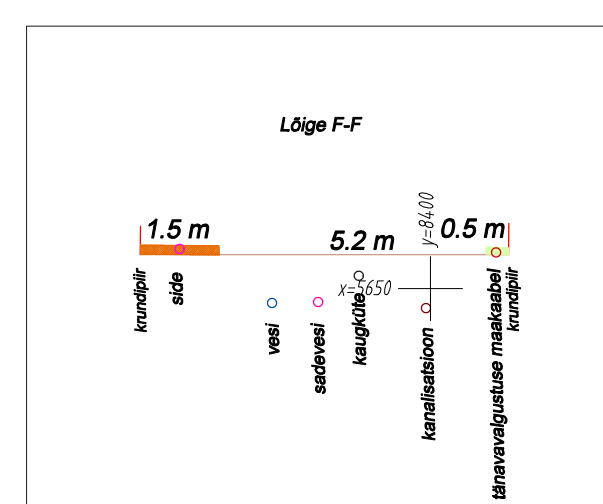 Lõige F-F
1.5 m
5.2 m
y=8400
0.5 m
krundipiir
side
vesi
sadevesi
kaugküte
x=5650
kanalisatsioon
tänavavalgustuse maakaabel
krundipiir